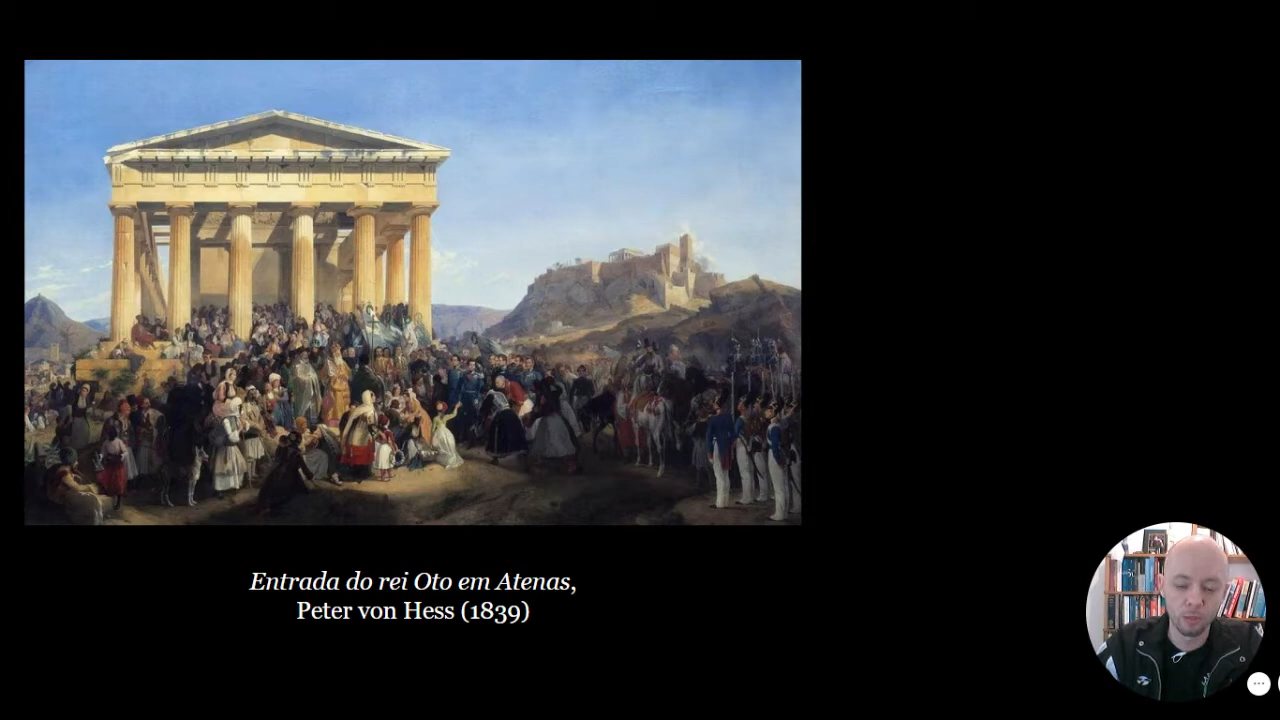 Entrada do rei Oto em Atenas,
Peter von Hess (1839)